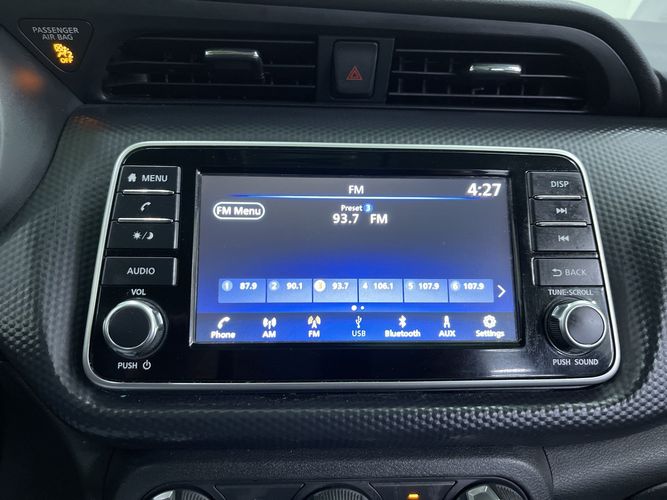 PASSENGER
AIR BAG
OFF
MENU
AUDIO
VOL
PUSH
FM
4:27
FM Menu
Preset 3
93.7 FM
1 87.9
2 90.1
3 93.7
4 106.1
5 107.9
6 107.9
Phone
AM
FM
USB
Bluetooth
AUX
Settings
DISP
BACK
TUNE·SCROLL
PUSH SOUND